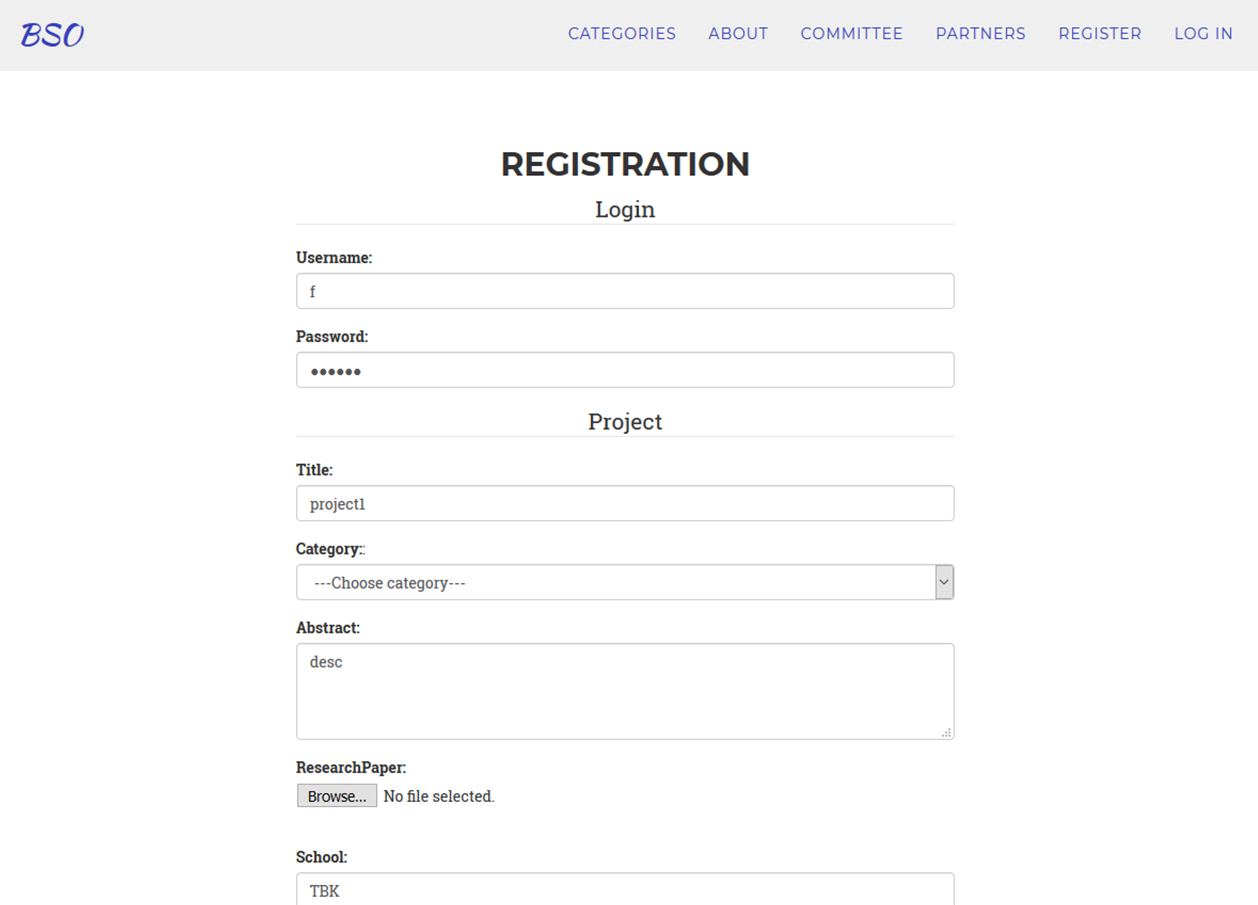 BSO CATEGORIES ABOUT COMMITTEE PARTNERS REGISTER LOG IN
REGISTRATION
Login
Username:
f
Password:
●●●●●●
Project
Title:
project1
Category::
---Choose category---
Abstract:
desc
ResearchPaper:
Browse... No file selected.
School:
TBK